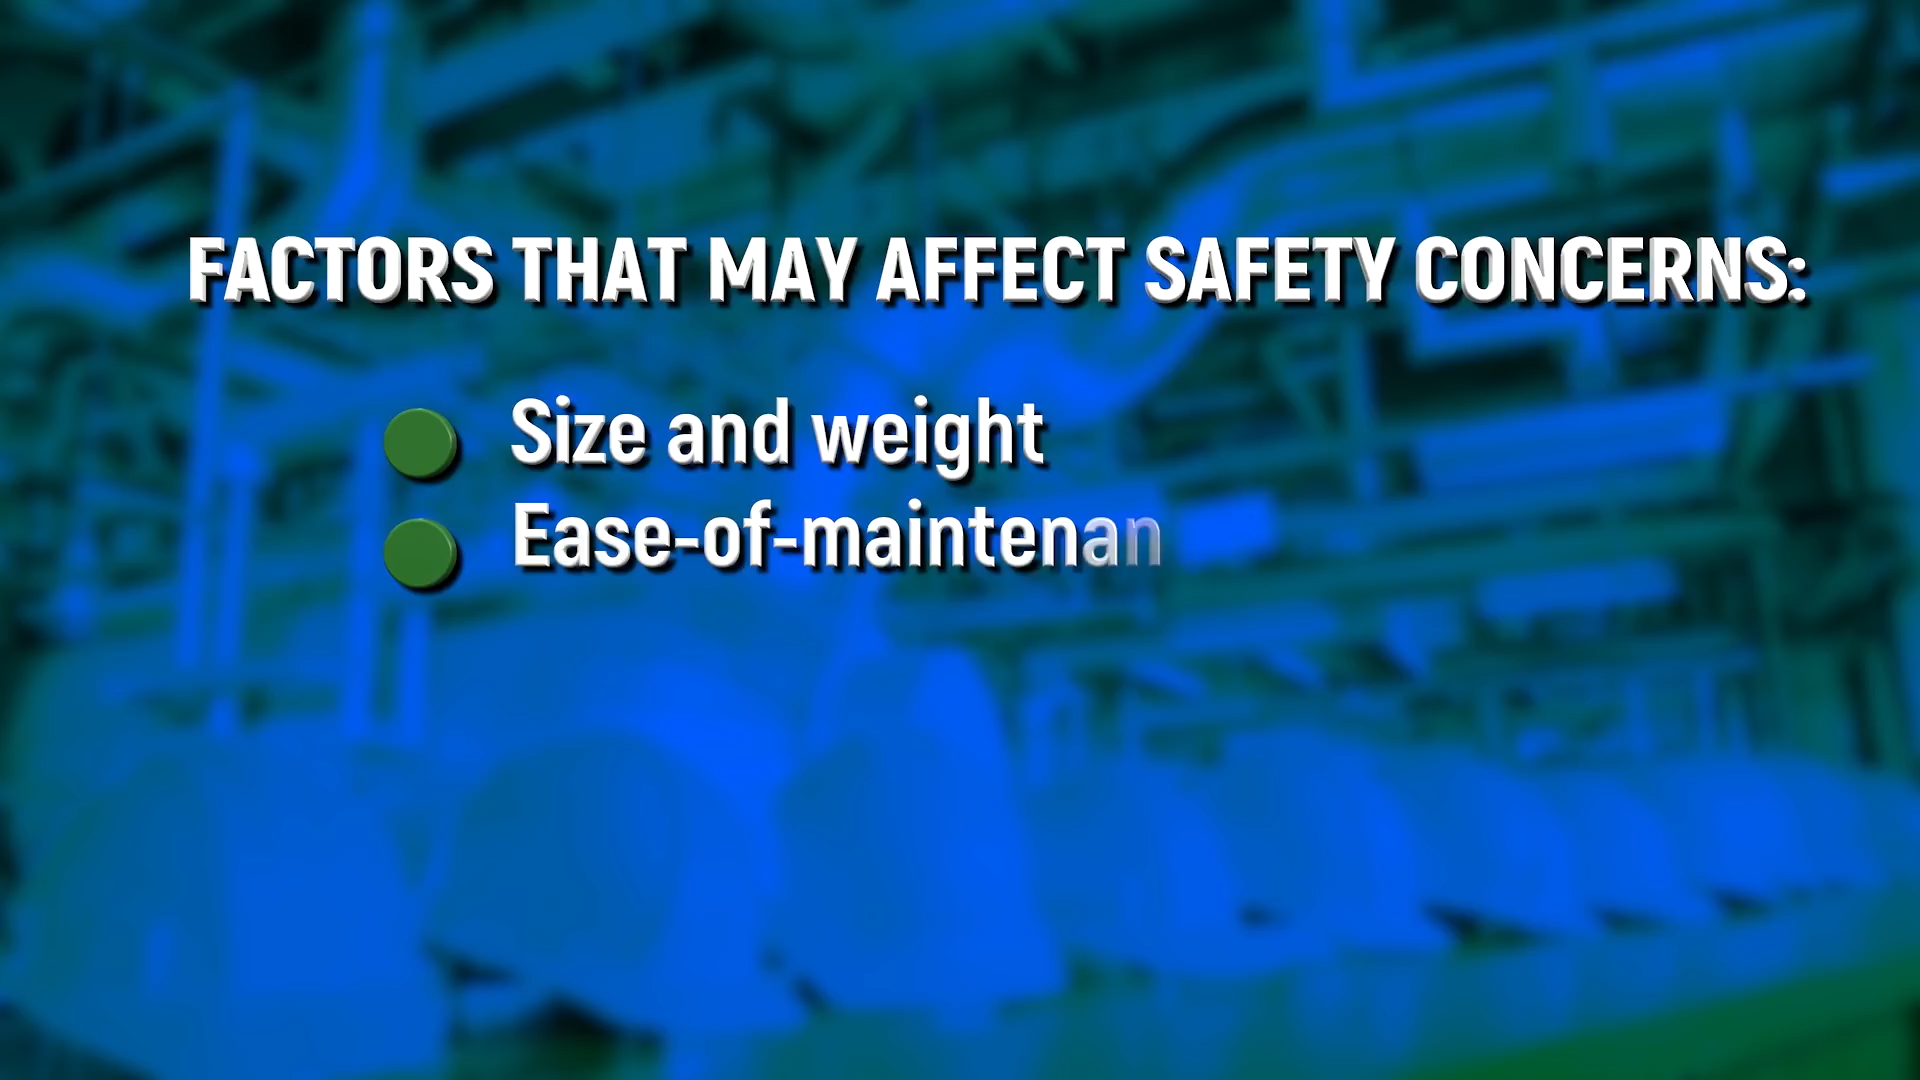 FACTORS THAT MAY AFFECT SAFETY CONCERNS:
Size and weight
Ease-of-maintenan